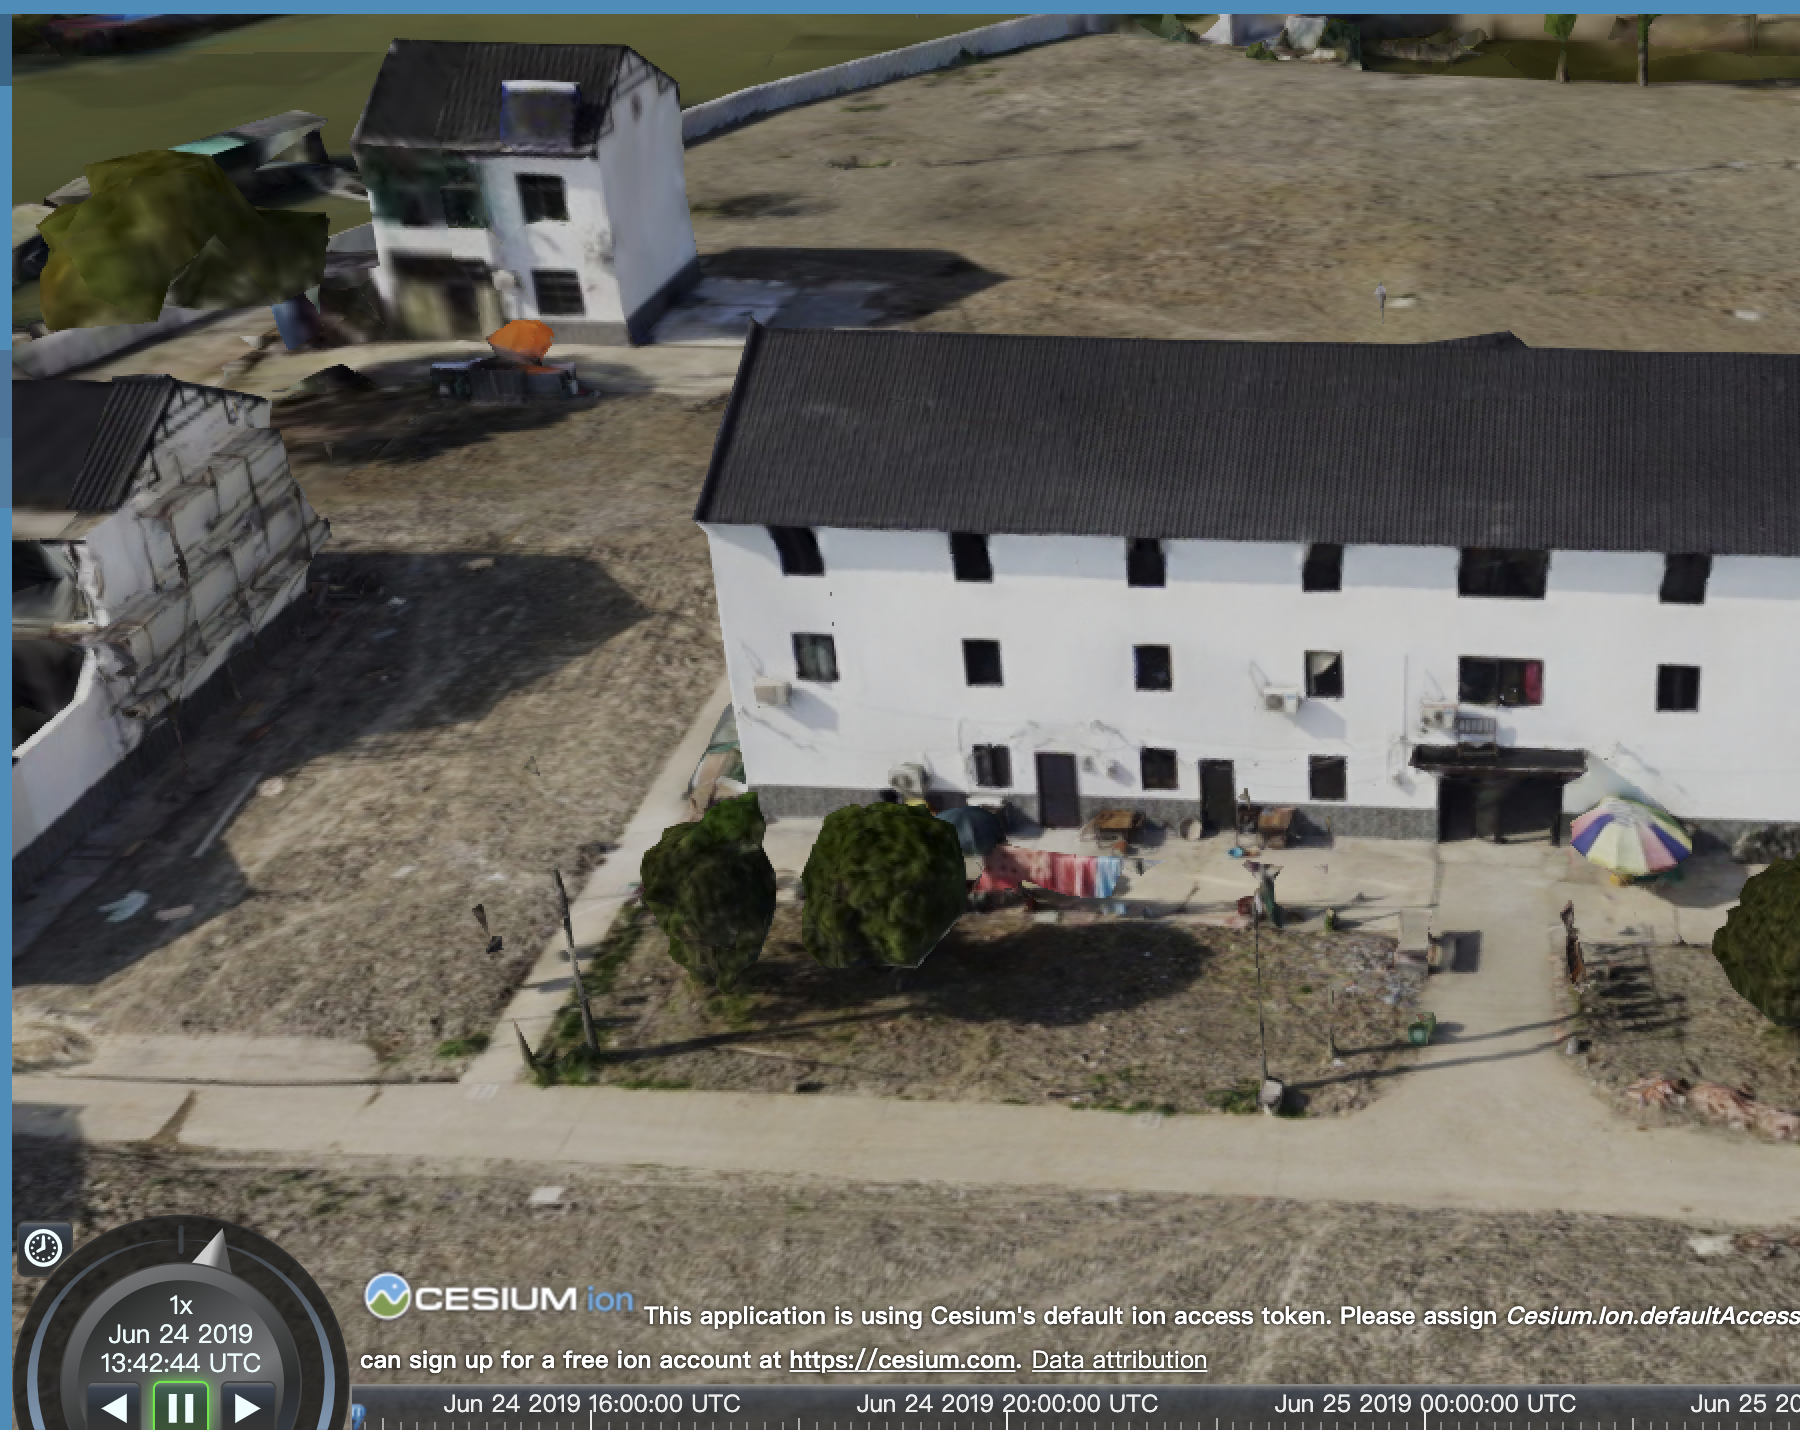 CESIUM ion This application is using Cesium's default ion access token. Please assign Cesium.Ion.defaultAccess
can sign up for a free ion account at https://cesium.com. Data attribution
1x
Jun 24 2019
13:42:44 UTC
Jun 24 2019 16:00:00 UTC Jun 24 2019 20:00:00 UTC Jun 25 2019 00:00:00 UTC Jun 25 20